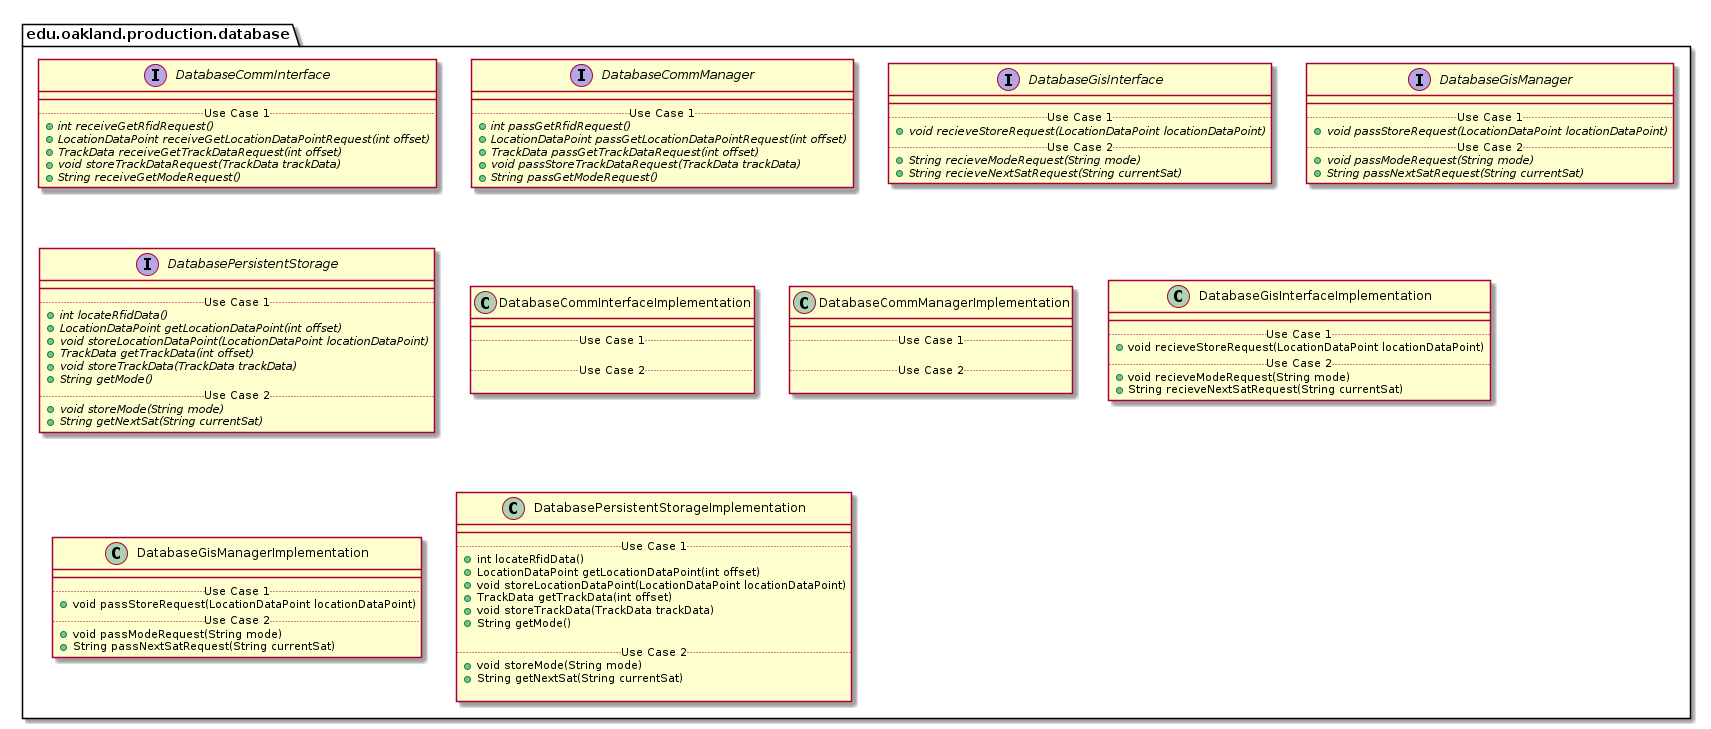 edu.oakland.production.database
I DatabaseCommInterface
Use Case 1
int receiveGetRfidRequest()
LocationDataPoint receiveGetLocationDataPointRequest(int offset)
TrackData receiveGetTrackDataRequest(int offset)
void storeTrackDataRequest(TrackData trackData)
String receiveGetModeRequest()
I DatabaseCommManager
Use Case 1
int passGetRfidRequest()
LocationDataPoint passGetLocationDataPointRequest(int offset)
TrackData passGetTrackDataRequest(int offset)
void passStoreTrackDataRequest(TrackData trackData)
String passGetModeRequest()
I DatabaseGisInterface
Use Case 1
void recieveStoreRequest(LocationDataPoint locationDataPoint)
Use Case 2
String recieveModeRequest(String mode)
String recieveNextSatRequest(String currentSat)
I DatabaseGisManager
Use Case 1
void passStoreRequest(LocationDataPoint locationDataPoint)
Use Case 2
void passModeRequest(String mode)
String passNextSatRequest(String currentSat)
I DatabasePersistentStorage
Use Case 1
int locateRfidData()
LocationDataPoint getLocationDataPoint(int offset)
void storeLocationDataPoint(LocationDataPoint locationDataPoint)
TrackData getTrackData(int offset)
void storeTrackData(TrackData trackData)
String getMode()
Use Case 2
void storeMode(String mode)
String getNextSat(String currentSat)
C DatabaseCommInterfaceImplementation
Use Case 1
Use Case 2
C DatabaseCommManagerImplementation
Use Case 1
Use Case 2
C DatabaseGisInterfaceImplementation
Use Case 1
void recieveStoreRequest(LocationDataPoint locationDataPoint)
Use Case 2
void recieveModeRequest(String mode)
String recieveNextSatRequest(String currentSat)
C DatabaseGisManagerImplementation
Use Case 1
void passStoreRequest(LocationDataPoint locationDataPoint)
Use Case 2
void passModeRequest(String mode)
String passNextSatRequest(String currentSat)
C DatabasePersistentStorageImplementation
Use Case 1
int locateRfidData()
LocationDataPoint getLocationDataPoint(int offset)
void storeLocationDataPoint(LocationDataPoint locationDataPoint)
TrackData getTrackData(int offset)
void storeTrackData(TrackData trackData)
String getMode()
Use Case 2
void storeMode(String mode)
String getNextSat(String currentSat)